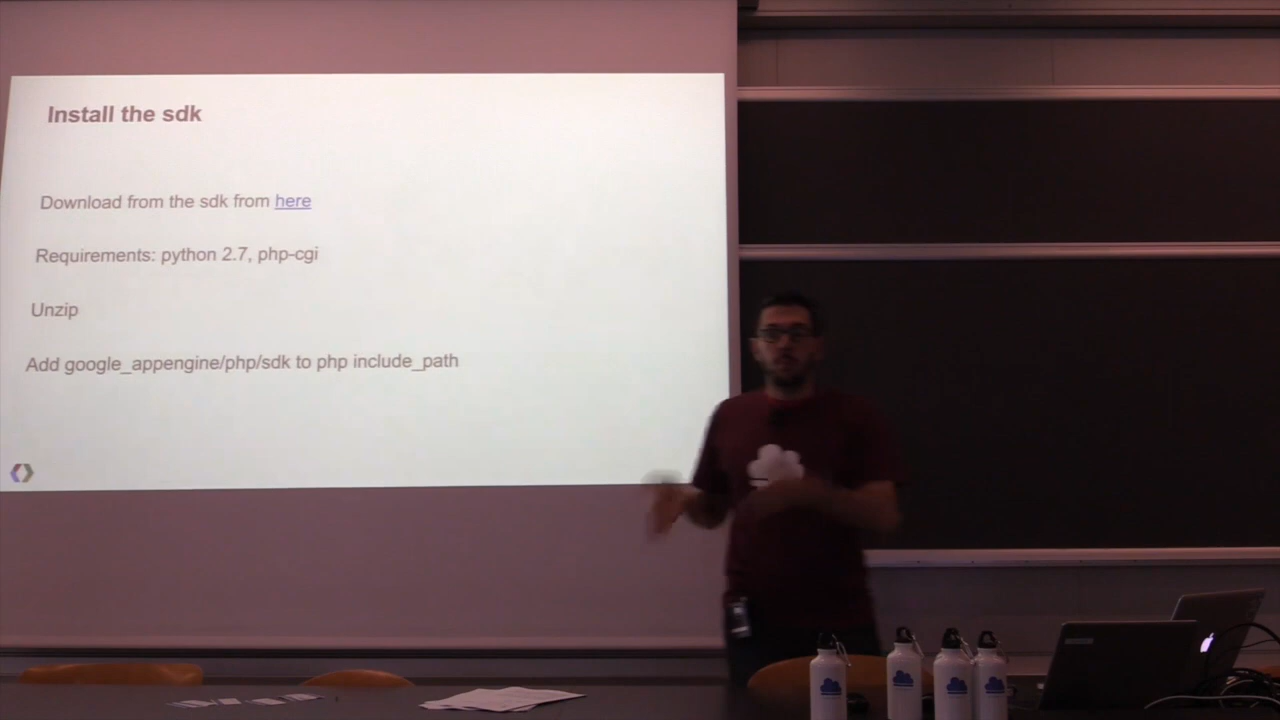 Install the sdk
Download from the sdk from here
Requirements: python 2.7, php-cgi
Unzip
Add google_appengine/php/sdk to php include_path